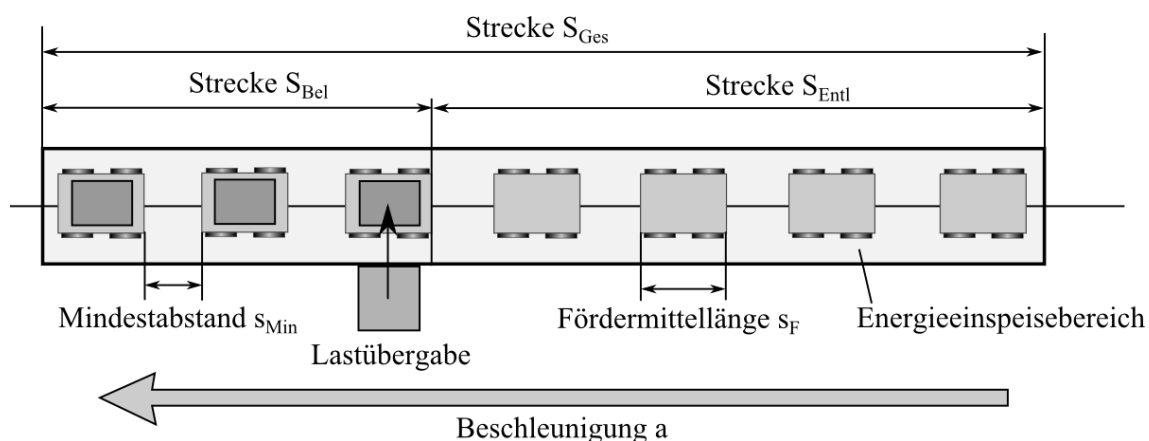 Strecke S_Ges
Strecke S_Bel
Strecke S_Entl
Mindestabstand s_Min
Fördermittellänge s_F
Energieeinspeisebereich
Lastübergabe
Beschleunigung a